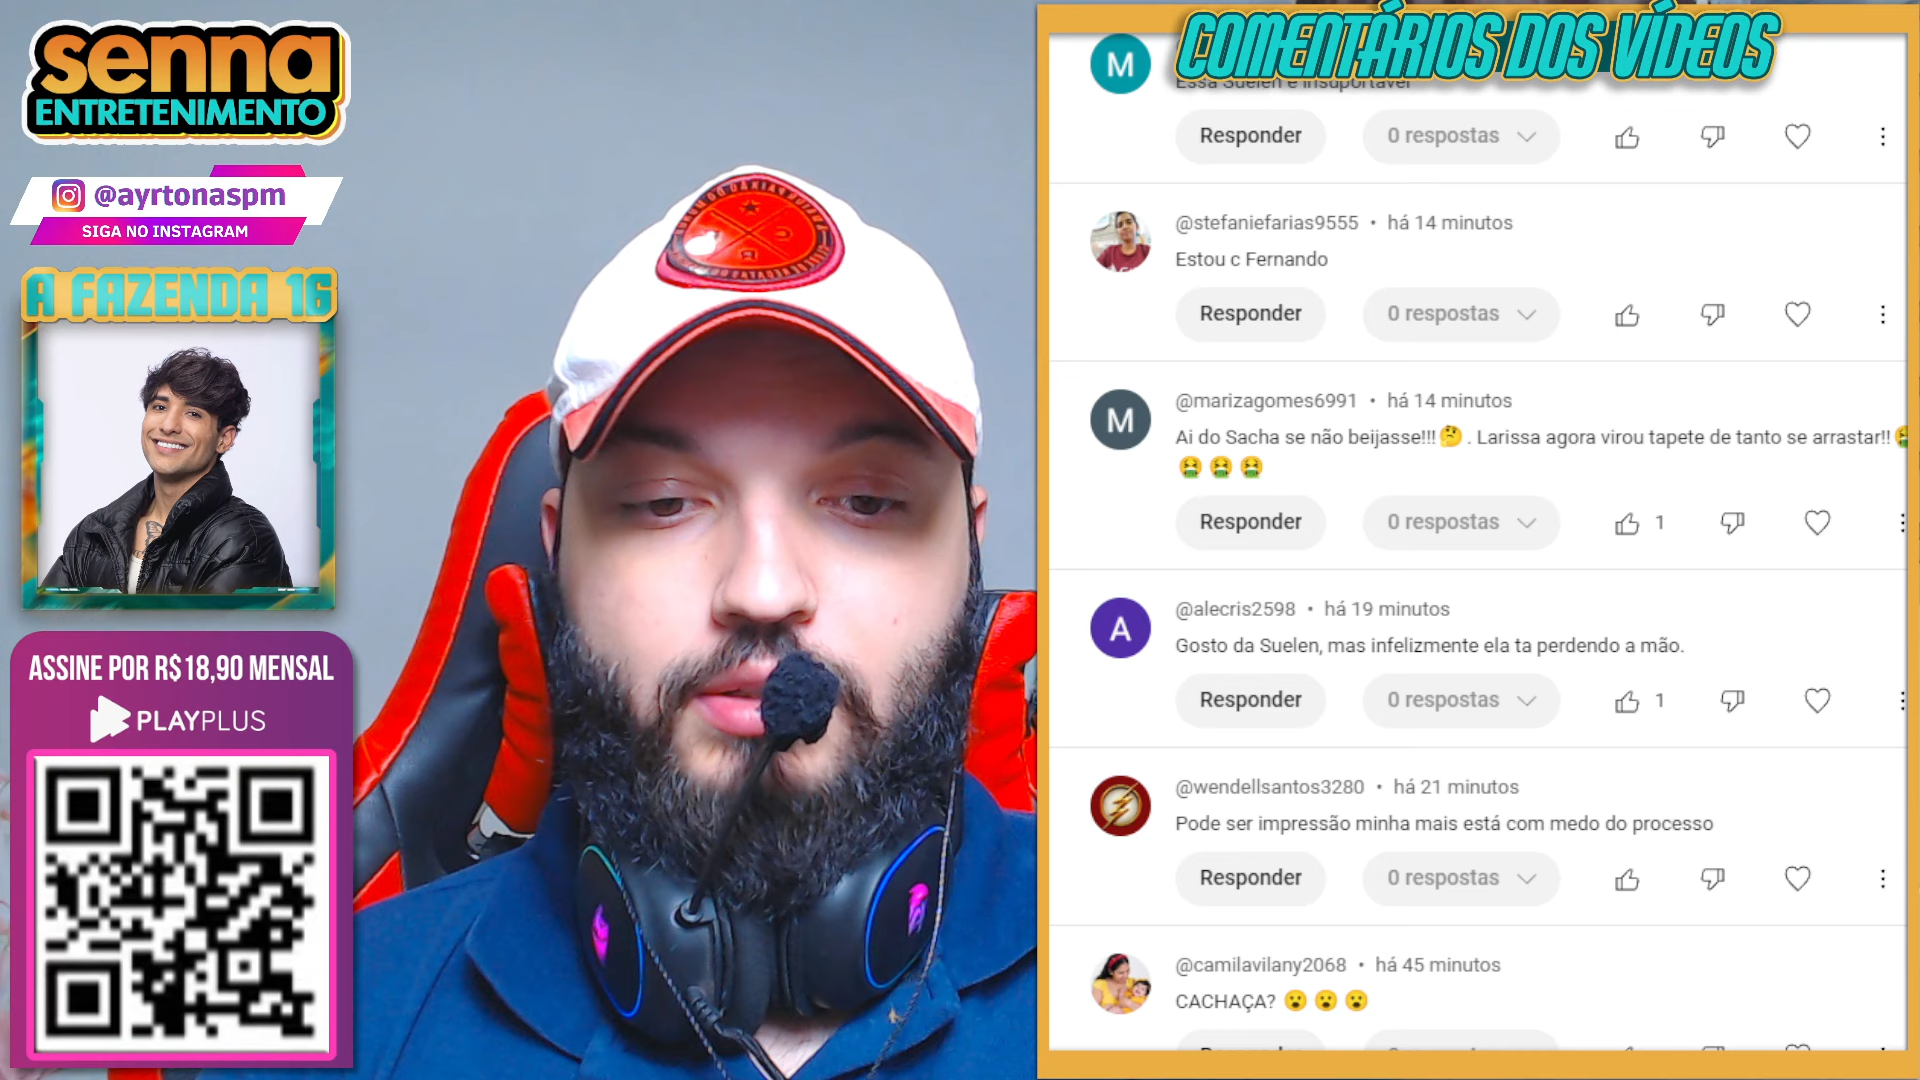 senna
ENTRETENIMENTO
@ayrtonaspm
SIGA NO INSTAGRAM
A FAZENDA 16
ASSINE POR R$18,90 MENSAL
PLAYPLUS
COMENTÁRIOS DOS VÍDEOS
M
Essa Suelen é insuportável
Responder
0 respostas
@stefaniefarias9555 • há 14 minutos
Estou c Fernando
Responder
0 respostas
M
@marizagomes6991 • há 14 minutos
Ai do Sacha se não beijasse!!!🤔 . Larissa agora virou tapete de tanto se arrastar!!🤮
🤮🤮🤮
Responder
0 respostas
1
A
@alecris2598 • há 19 minutos
Gosto da Suelen, mas infelizmente ela ta perdendo a mão.
Responder
0 respostas
1
@wendellsantos3280 • há 21 minutos
Pode ser impressão minha mais está com medo do processo
Responder
0 respostas
@camilavilany2068 • há 45 minutos
CACHAÇA? 😮😮😮